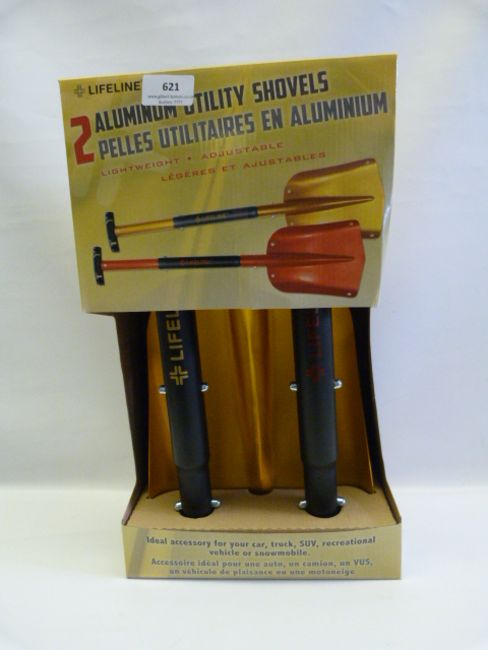 LIFELINE
621
2 ALUMINUM UTILITY SHOVELS
PELLES UTILITAIRES EN ALUMINIUM
LIGHTWEIGHT • ADJUSTABLE
LÉGÈRES ET AJUSTABLES
LIFELINE
Ideal accessory for your car, truck, SUV, recreational
vehicle or snowmobile.
Accessoire idéal pour une auto, un camion, un VUS,
un véhicule de plaisance ou une motoneige